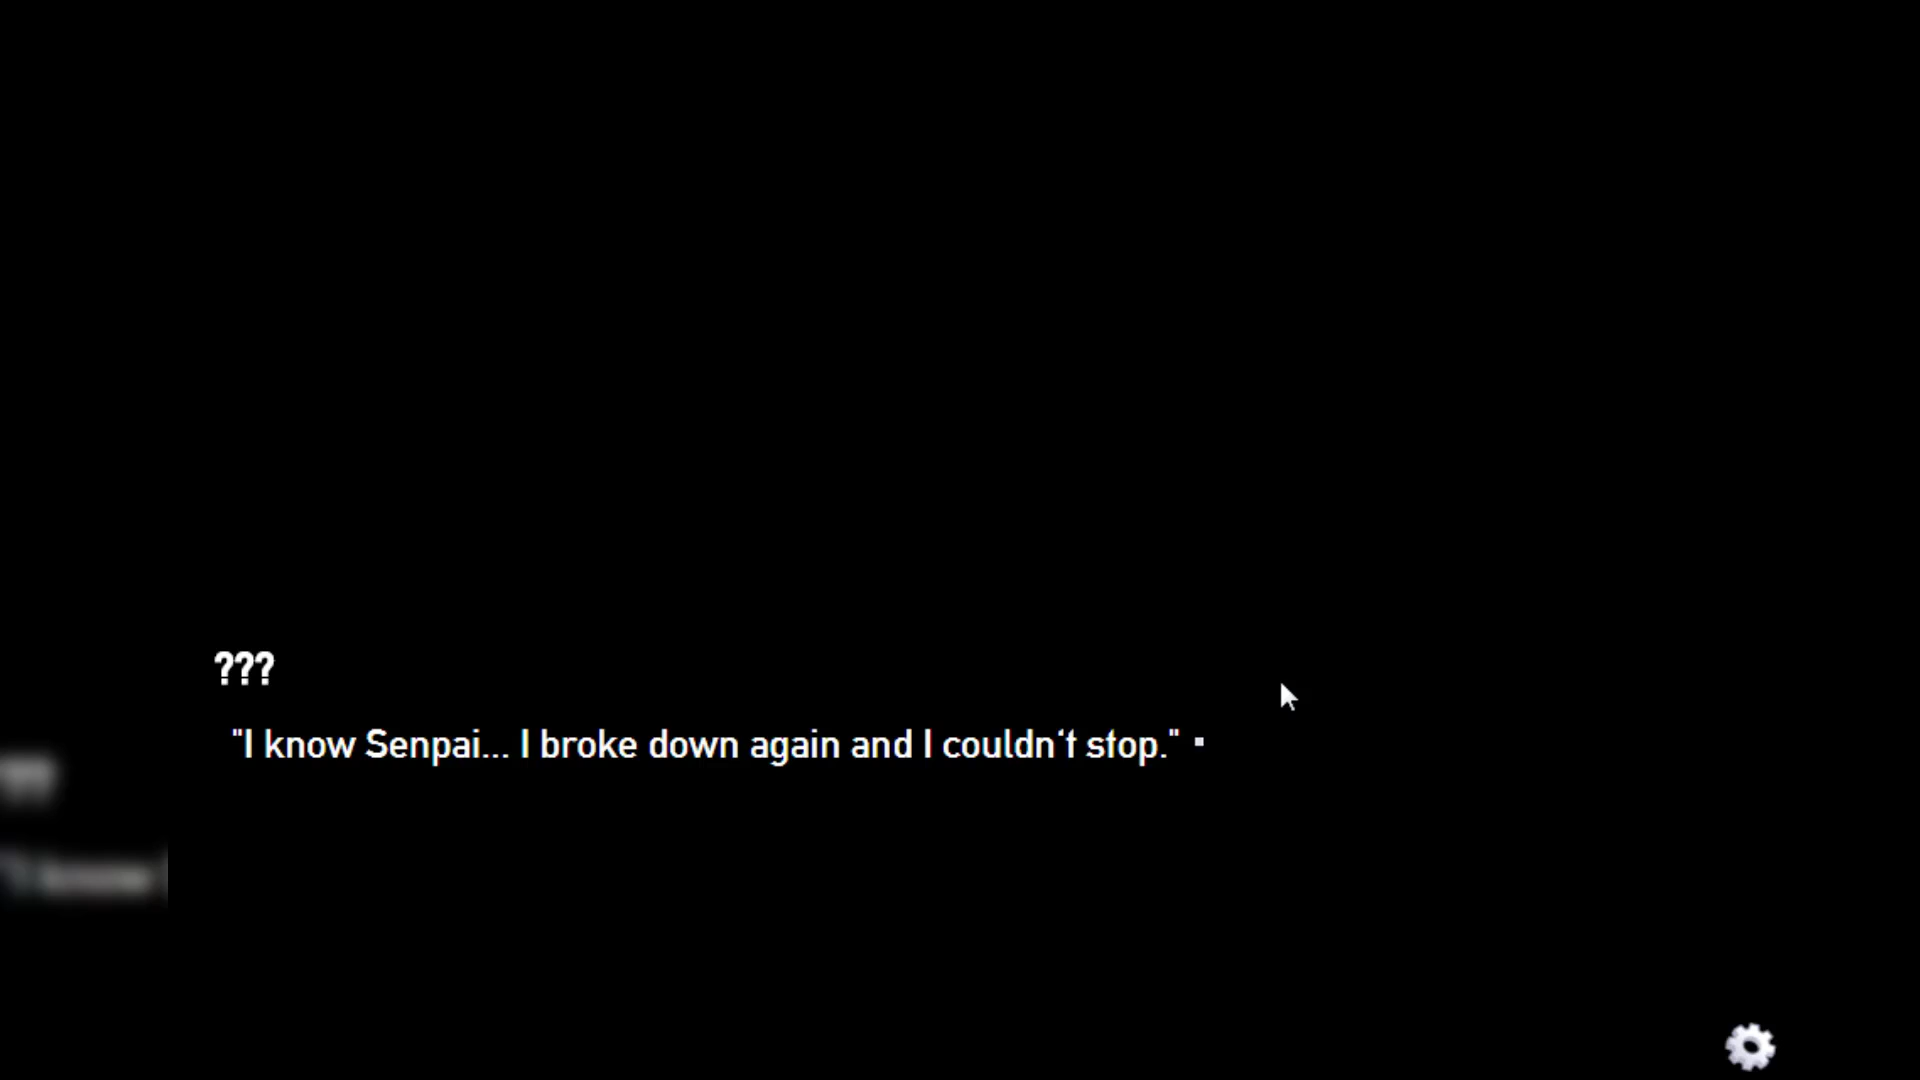 ???
"I know Senpai... I broke down again and I couldn‘t stop."